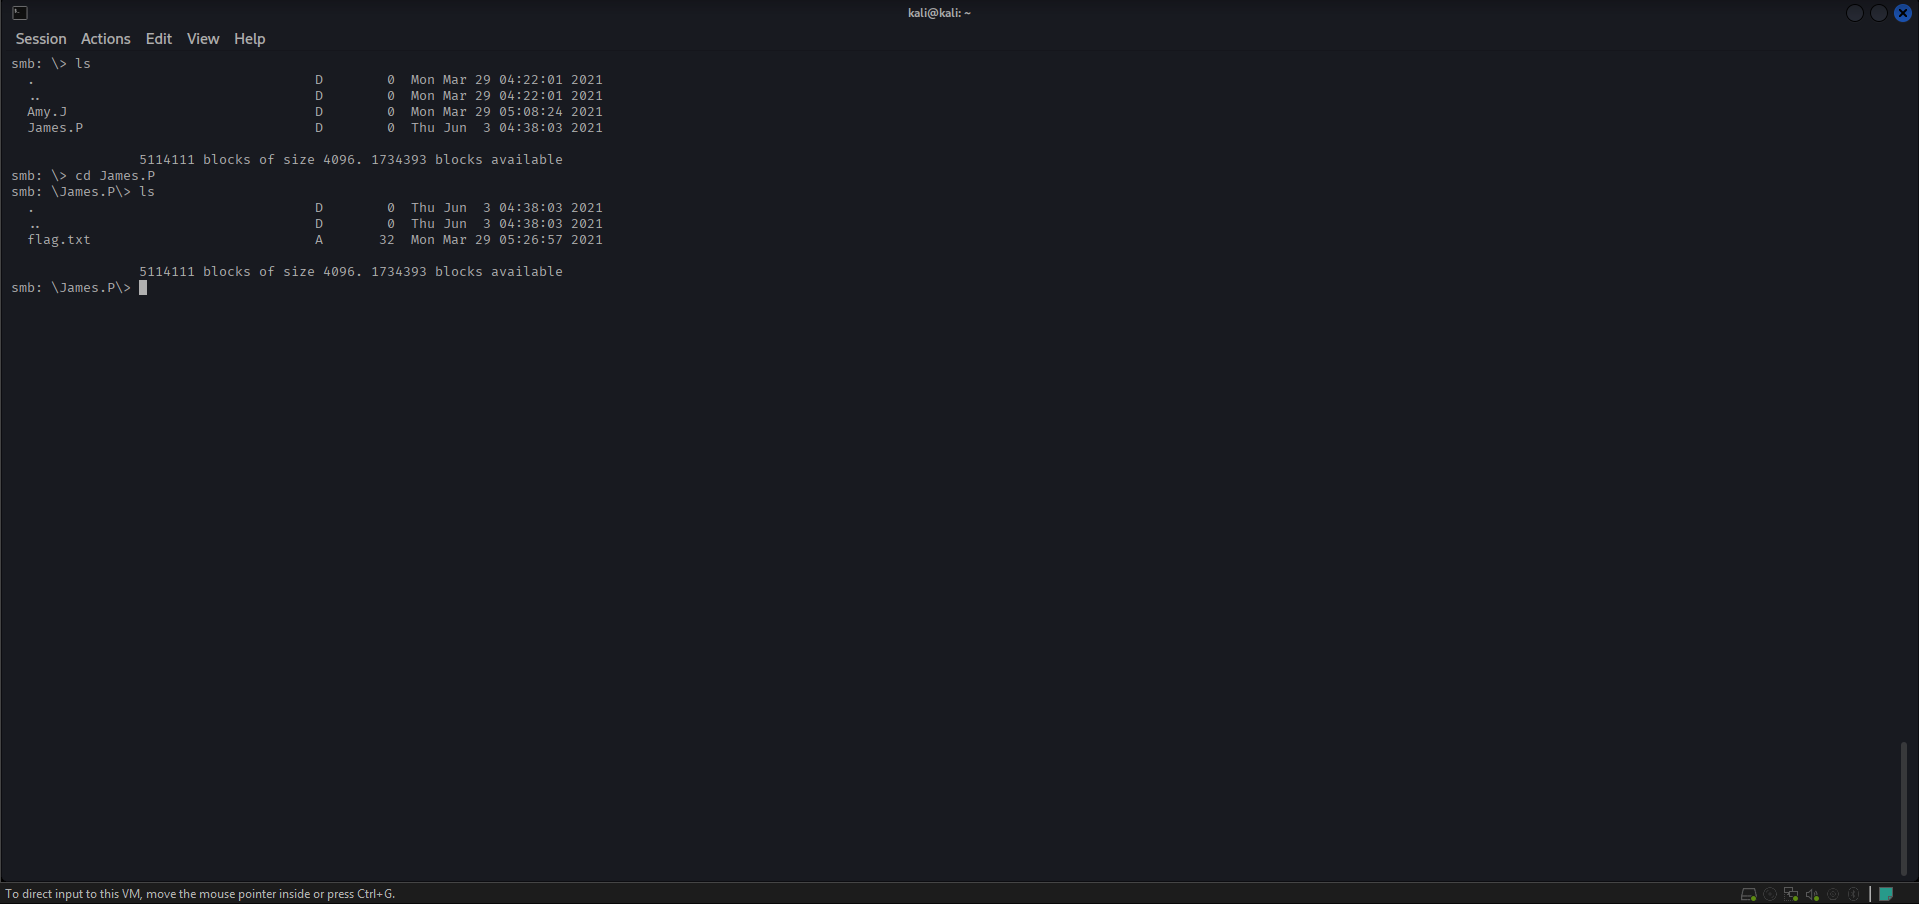 kali@kali: ~
Session Actions Edit View Help
smb: \> ls
  .                                   D        0  Mon Mar 29 04:22:01 2021
  ..                                  D        0  Mon Mar 29 04:22:01 2021
  Amy.J                               D        0  Mon Mar 29 05:08:24 2021
  James.P                             D        0  Thu Jun  3 04:38:03 2021
                5114111 blocks of size 4096. 1734393 blocks available
smb: \> cd James.P
smb: \James.P\> ls
  .                                   D        0  Thu Jun  3 04:38:03 2021
  ..                                  D        0  Thu Jun  3 04:38:03 2021
  flag.txt                            A       32  Mon Mar 29 05:26:57 2021
                5114111 blocks of size 4096. 1734393 blocks available
smb: \James.P\>
To direct input to this VM, move the mouse pointer inside or press Ctrl+G.